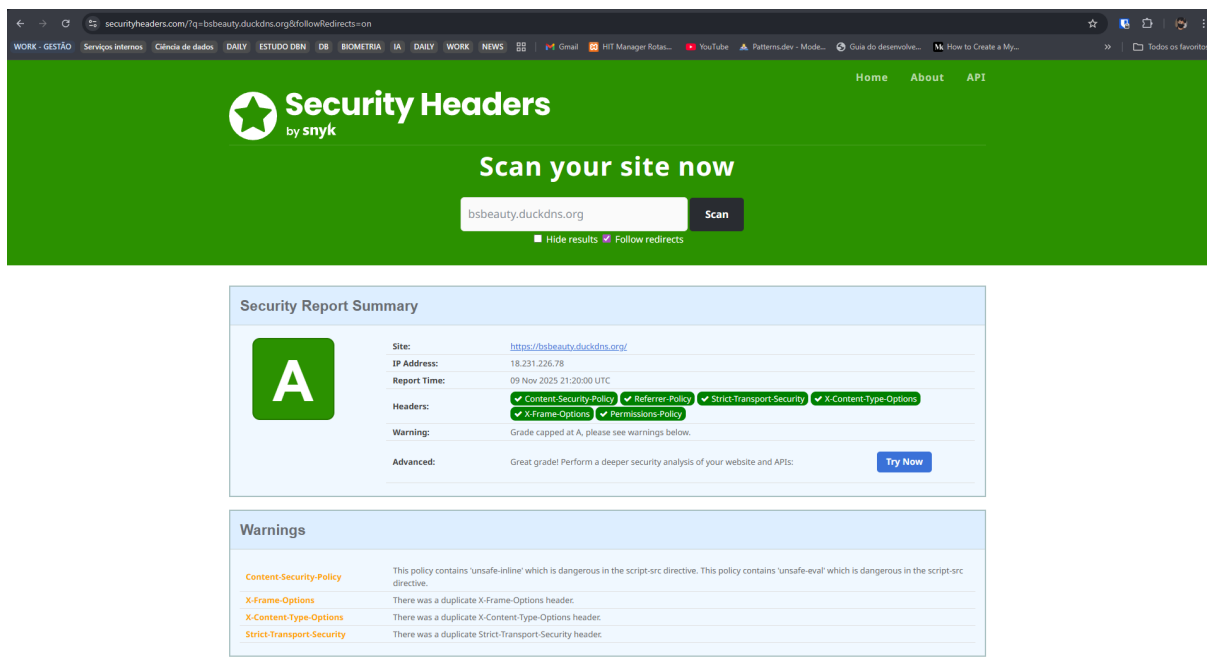 securityheaders.com/?q=bsbeauty.duckdns.org&followRedirects=on
WORK - GESTÃO Serviços internos Ciência de dados DAILY ESTUDO DBN DB BIOMETRIA IA DAILY WORK NEWS Gmail HIT Manager Rotas... YouTube Patterns.dev - Mode... Guia do desenvolve... How to Create a My... » Todos os favoritos
Home About API
Security Headers
by snyk
Scan your site now
bsbeauty.duckdns.org Scan
Hide results Follow redirects
Security Report Summary
A
Site: https://bsbeauty.duckdns.org/
IP Address: 18.231.226.78
Report Time: 09 Nov 2025 21:20:00 UTC
Headers: Content-Security-Policy Referrer-Policy Strict-Transport-Security X-Content-Type-Options
X-Frame-Options Permissions-Policy
Warning: Grade capped at A, please see warnings below.
Advanced: Great grade! Perform a deeper security analysis of your website and APIs: Try Now
Warnings
Content-Security-Policy This policy contains 'unsafe-inline' which is dangerous in the script-src directive. This policy contains 'unsafe-eval' which is dangerous in the script-src
directive.
X-Frame-Options There was a duplicate X-Frame-Options header.
X-Content-Type-Options There was a duplicate X-Content-Type-Options header.
Strict-Transport-Security There was a duplicate Strict-Transport-Security header.